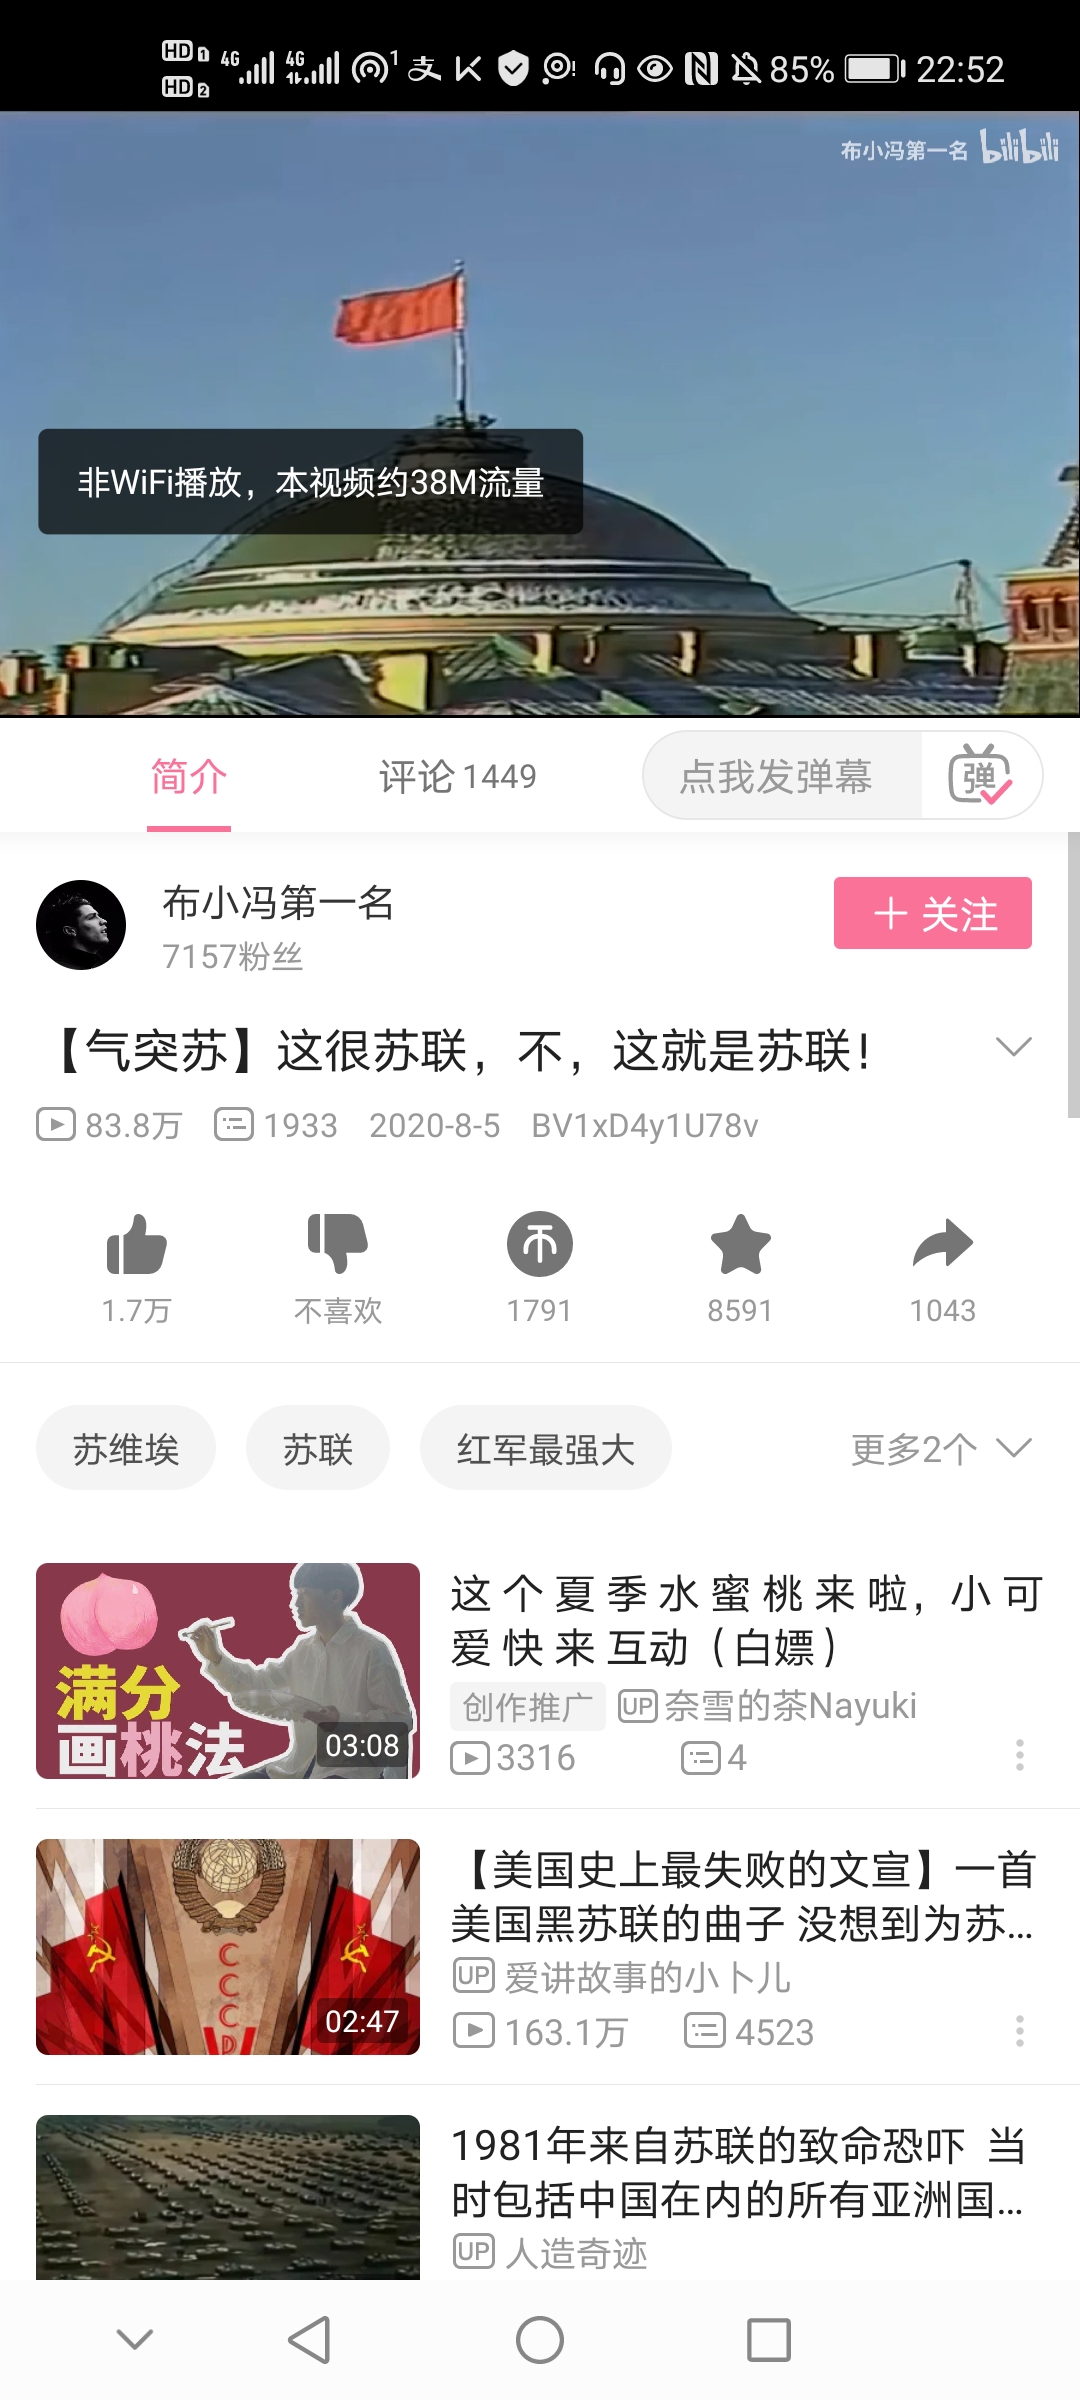 HD 1 4G 4G 1 支 K 85% 22:52
HD 2
布小冯第一名 bilibili
非WiFi播放，本视频约38M流量
简介 评论 1449 点我发弹幕 弹
布小冯第一名
7157粉丝
＋ 关注
【气突苏】这很苏联，不，这就是苏联！
83.8万 1933 2020-8-5 BV1xD4y1U78v
1.7万 不喜欢 1791 8591 1043
苏维埃 苏联 红军最强大 更多2个
满分
画桃法
03:08
这 个 夏 季 水 蜜 桃 来 啦，小 可
爱 快 来 互动（白嫖）
创作推广 UP 奈雪的茶Nayuki
3316 4
СССР
02:47
【美国史上最失败的文宣】一首
美国黑苏联的曲子 没想到为苏...
UP 爱讲故事的小卜儿
163.1万 4523
1981年来自苏联的致命恐吓 当
时包括中国在内的所有亚洲国...
UP 人造奇迹